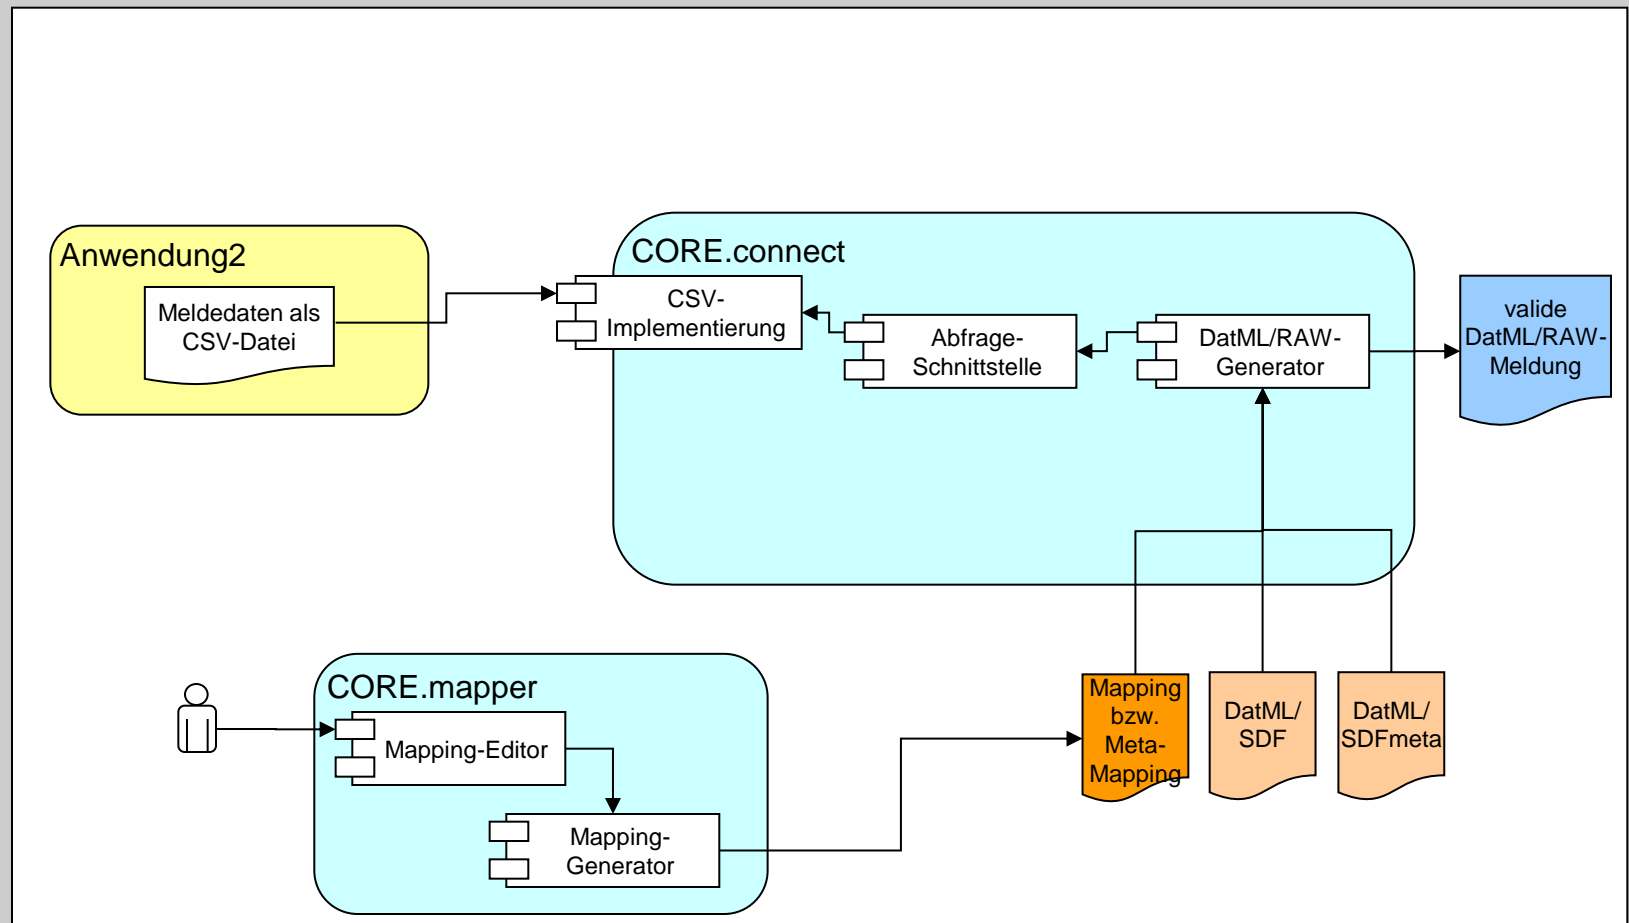 Anwendung2
Meldedaten als
CSV-Datei
CORE.connect
CSV-
Implementierung
Abfrage-
Schnittstelle
DatML/RAW-
Generator
valide
DatML/RAW-
Meldung
CORE.mapper
Mapping-Editor
Mapping-
Generator
Mapping
bzw.
Meta-
Mapping
DatML/
SDF
DatML/
SDFmeta